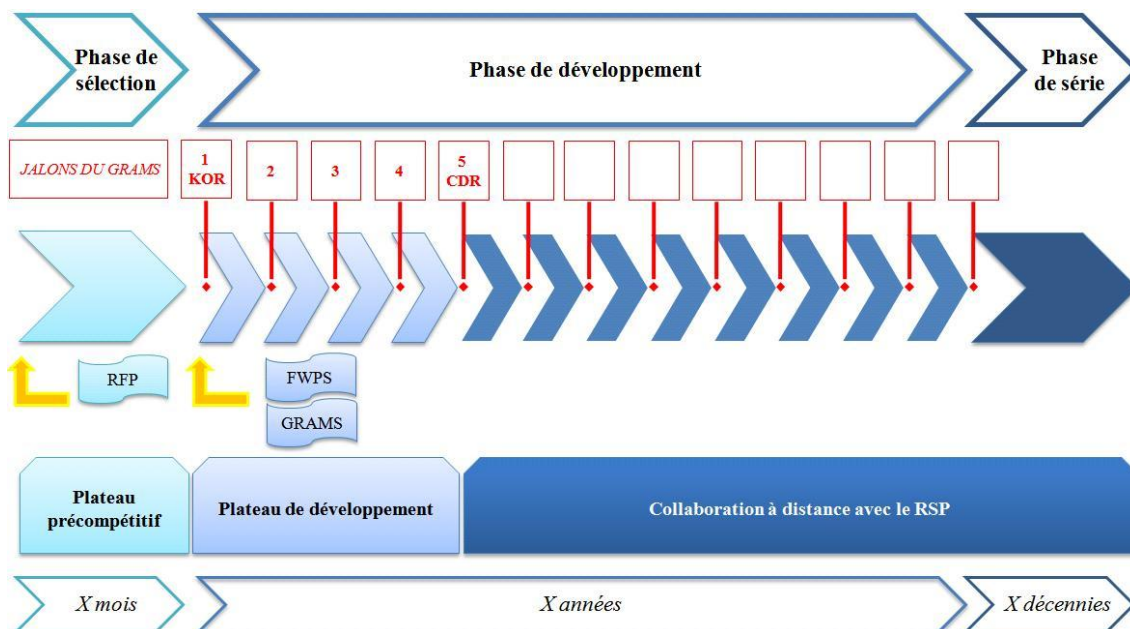 Phase de
sélection
Phase de développement
Phase
de série
JALONS DU GRAMS
1
KOR
2
3
4
5
CDR
RFP
FWPS
GRAMS
Plateau
précompétitif
Plateau de développement
Collaboration à distance avec le RSP
X mois
X années
X décennies